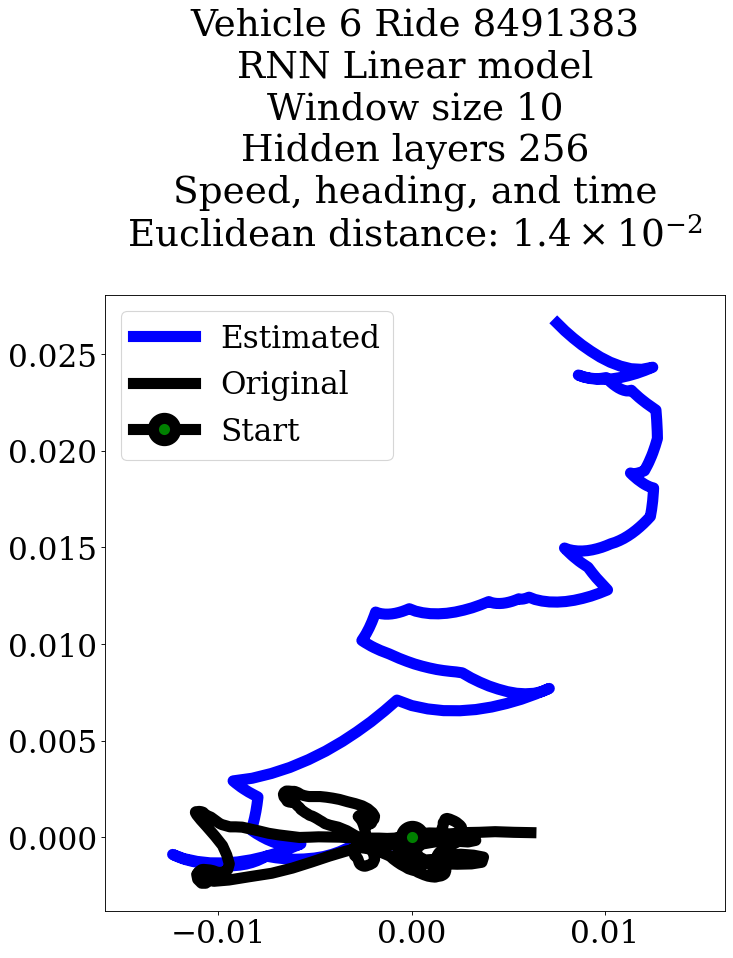 Vehicle 6 Ride 8491383
RNN Linear model
Window size 10
Hidden layers 256
Speed, heading, and time
Euclidean distance: 1.4 × 10⁻²
Estimated
Original
Start
0.025
0.020
0.015
0.010
0.005
0.000
−0.01
0.00
0.01